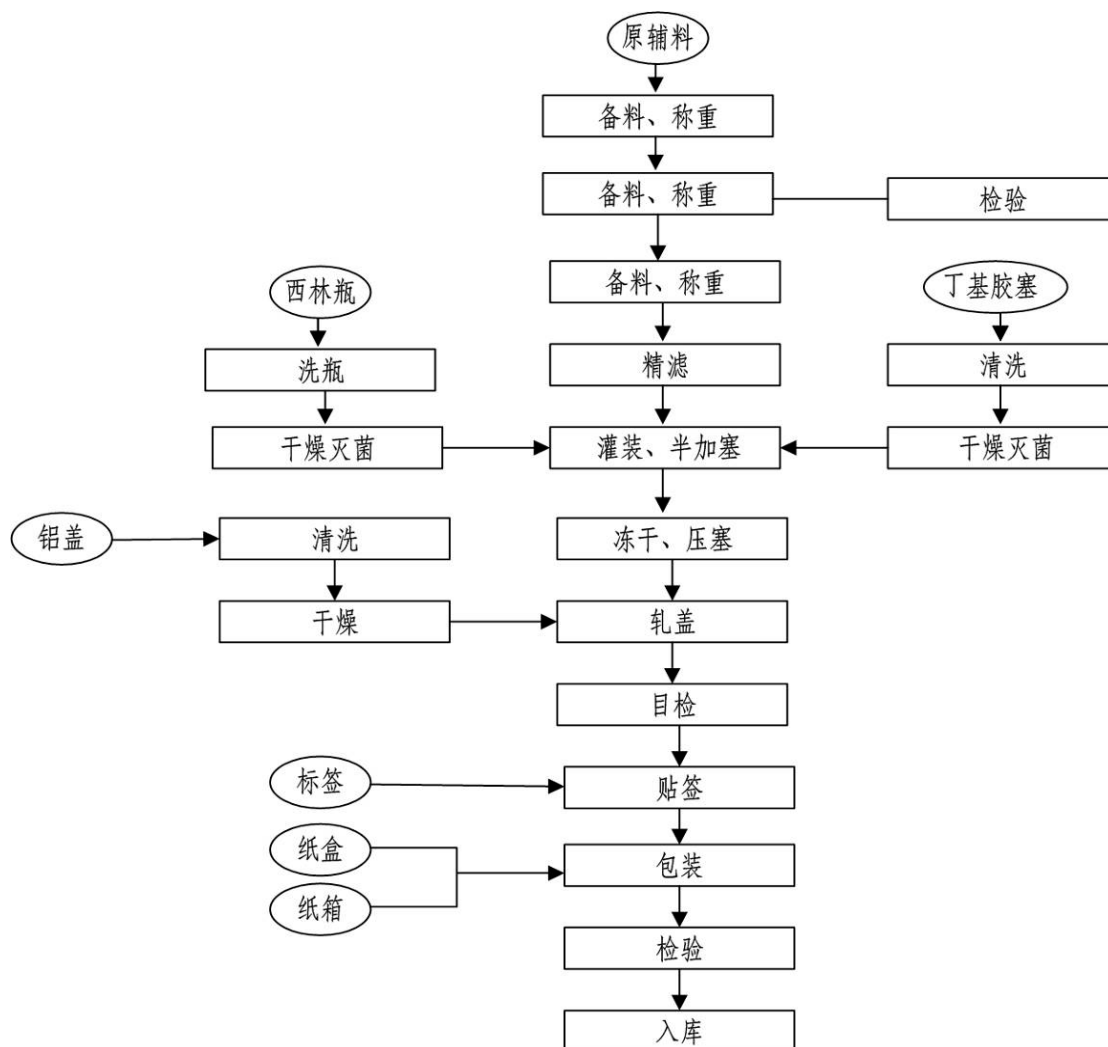 原辅料
备料、称重
备料、称重
检验
备料、称重
西林瓶
丁基胶塞
洗瓶
精滤
清洗
干燥灭菌
灌装、半加塞
干燥灭菌
铝盖
清洗
冻干、压塞
干燥
轧盖
目检
标签
贴签
纸盒
包装
纸箱
检验
入库